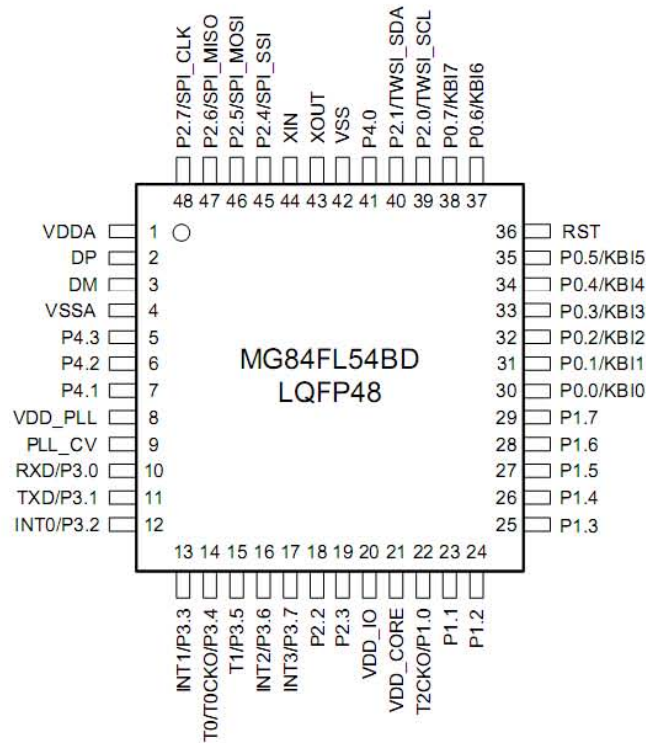 P2.7/SPI_CLK
P2.6/SPI_MISO
P2.5/SPI_MOSI
P2.4/SPI_SSI
XIN
XOUT
VSS
P4.0
P2.1/TWSI_SDA
P2.0/TWSI_SCL
P0.7/KBI7
P0.6/KBI6
48 47 46 45 44 43 42 41 40 39 38 37
VDDA 1
DP 2
DM 3
VSSA 4
P4.3 5
P4.2 6
P4.1 7
VDD_PLL 8
PLL_CV 9
RXD/P3.0 10
TXD/P3.1 11
INT0/P3.2 12
MG84FL54BD
LQFP48
36 RST
35 P0.5/KBI5
34 P0.4/KBI4
33 P0.3/KBI3
32 P0.2/KBI2
31 P0.1/KBI1
30 P0.0/KBI0
29 P1.7
28 P1.6
27 P1.5
26 P1.4
25 P1.3
13 14 15 16 17 18 19 20 21 22 23 24
INT1/P3.3
T0/T0CKO/P3.4
T1/P3.5
INT2/P3.6
INT3/P3.7
P2.2
P2.3
VDD_IO
VDD_CORE
T2CKO/P1.0
P1.1
P1.2